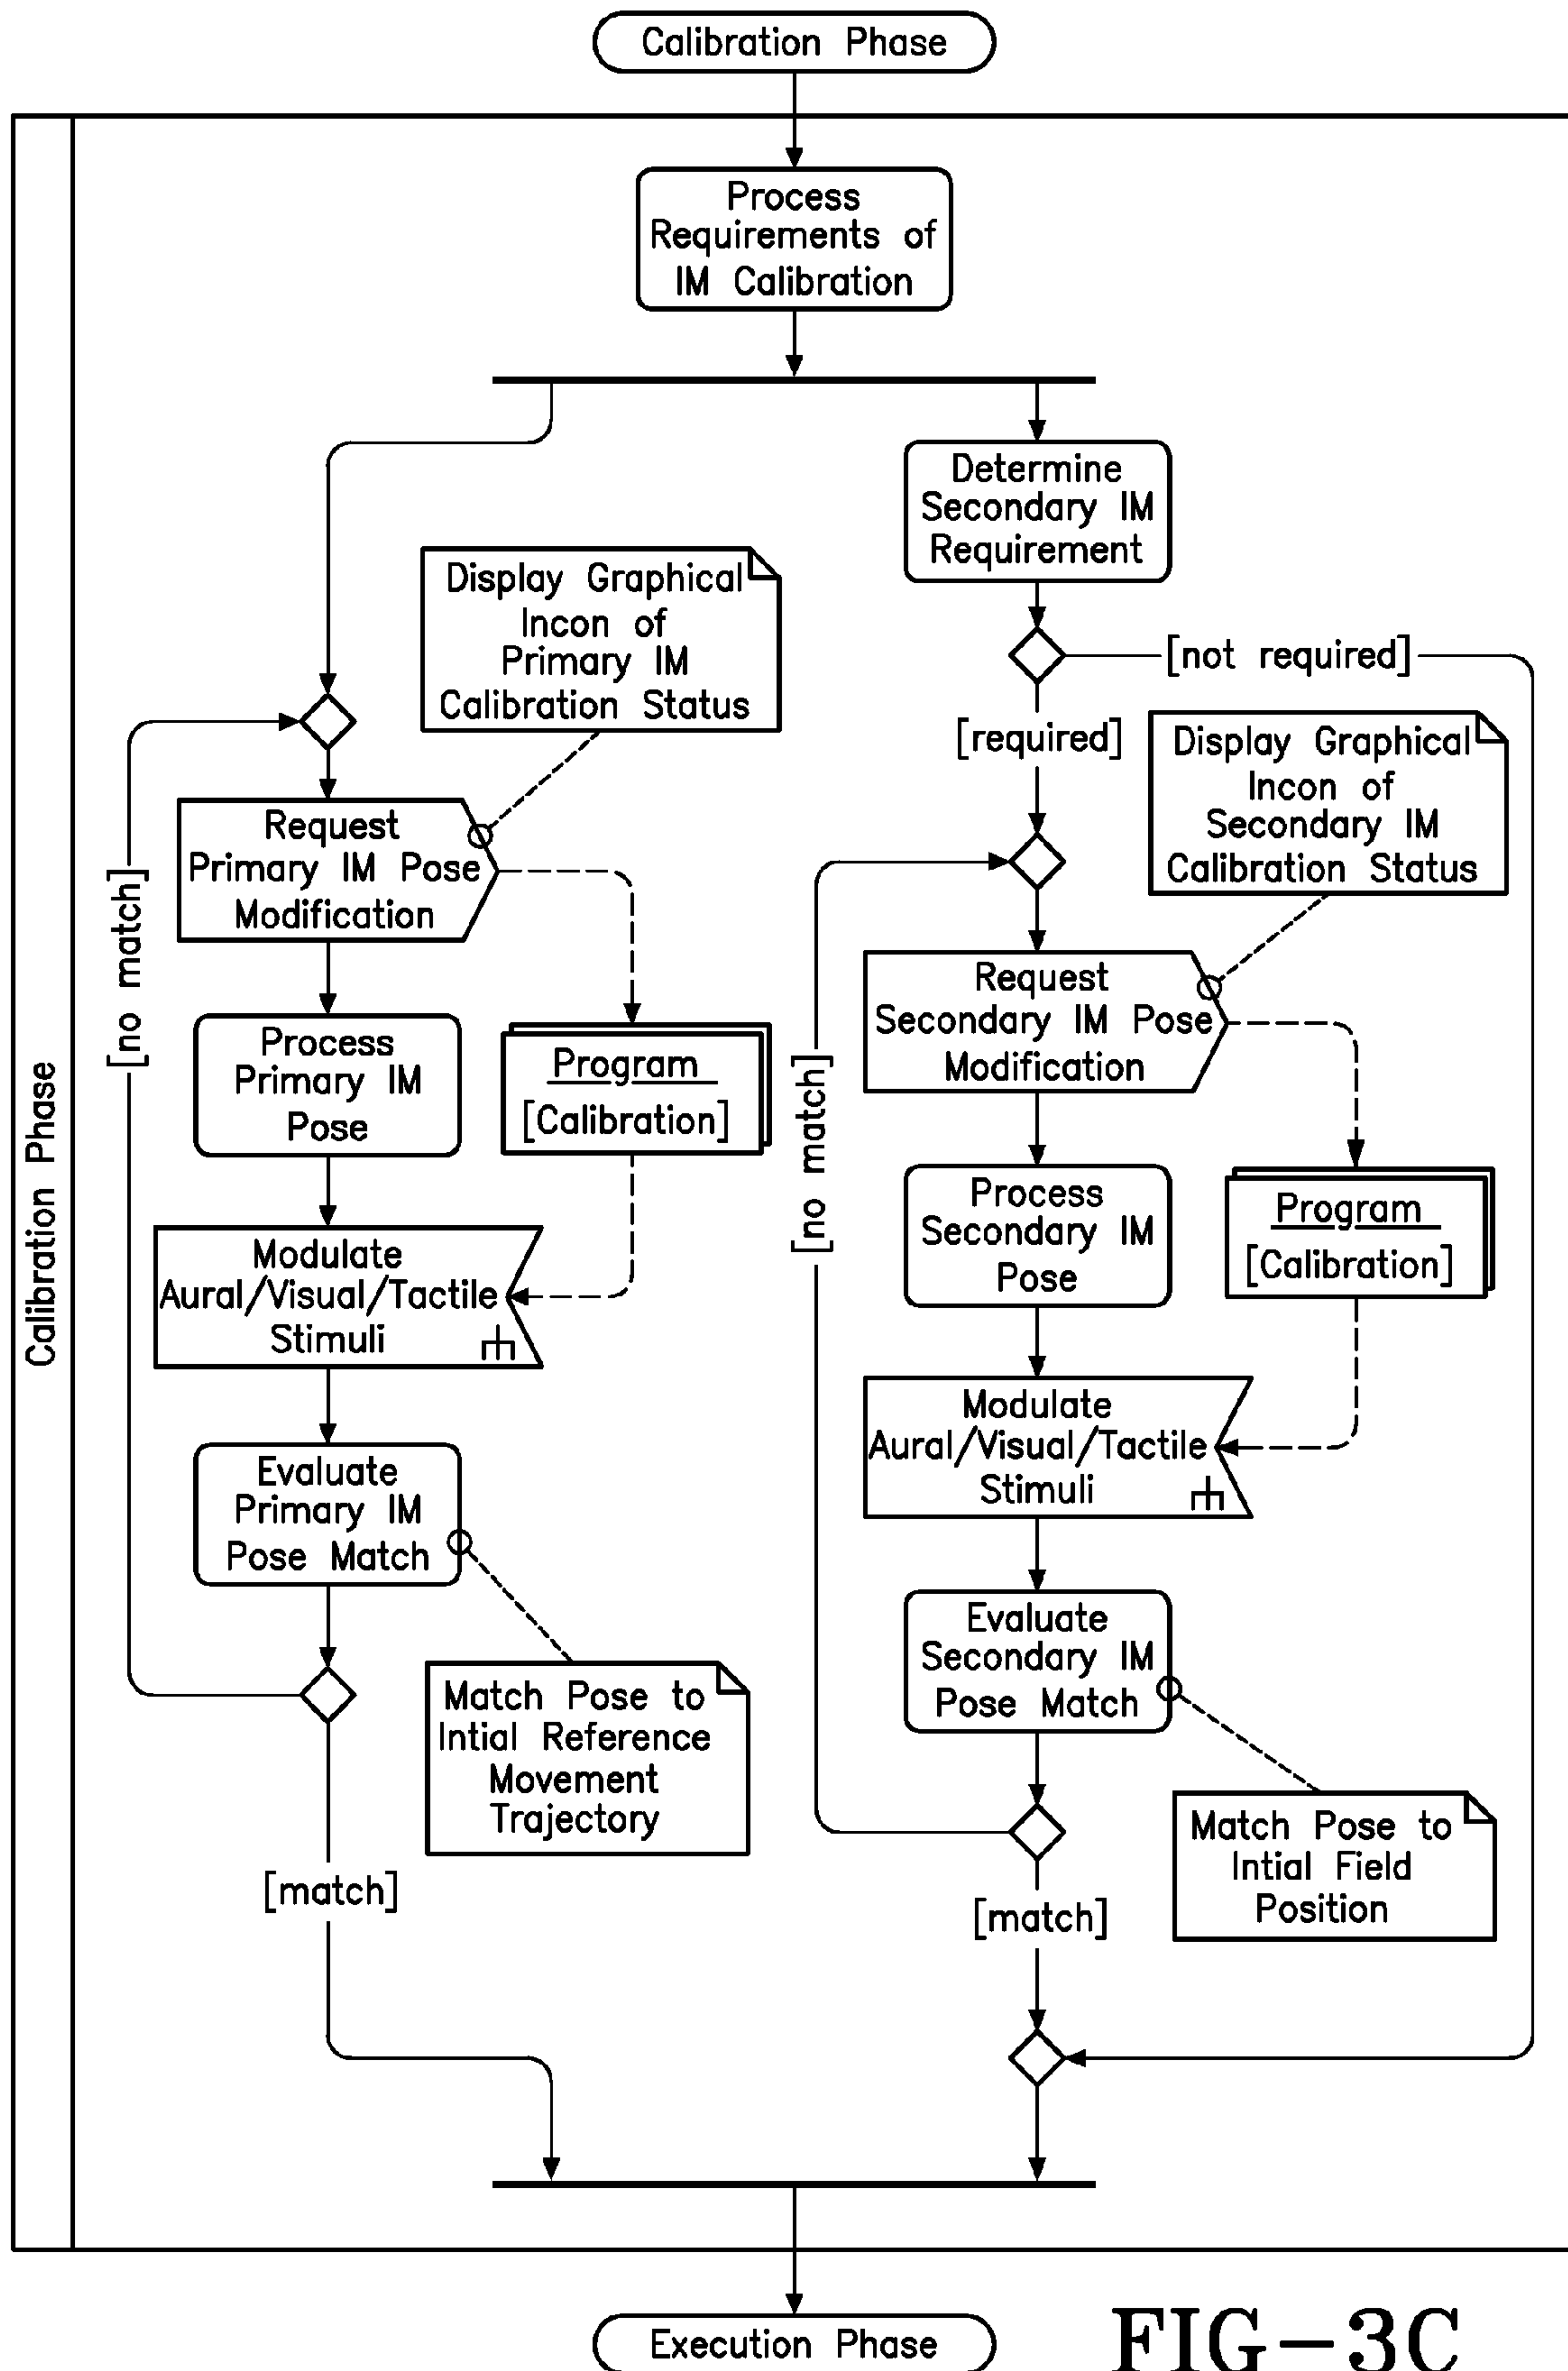 Calibration Phase
Process
Requirements of
IM Calibration
Determine
Secondary IM
Requirement
Display Graphical
Incon of
Primary IM
Calibration Status
[not required]
[required]
Display Graphical
Incon of
Secondary IM
Calibration Status
Request
Primary IM Pose
Modification
[no match]
Request
Secondary IM Pose
Modification
Process
Primary IM
Pose
Program
[Calibration]
[no match]
Calibration Phase
Process
Secondary IM
Pose
Program
[Calibration]
Modulate
Aural/Visual/Tactile
Stimuli
Modulate
Aural/Visual/Tactile
Stimuli
Evaluate
Primary IM
Pose Match
Evaluate
Secondary IM
Pose Match
Match Pose to
Intial Reference
Movement
Trajectory
Match Pose to
Intial Field
Position
[match]
[match]
Execution Phase
FIG-3C